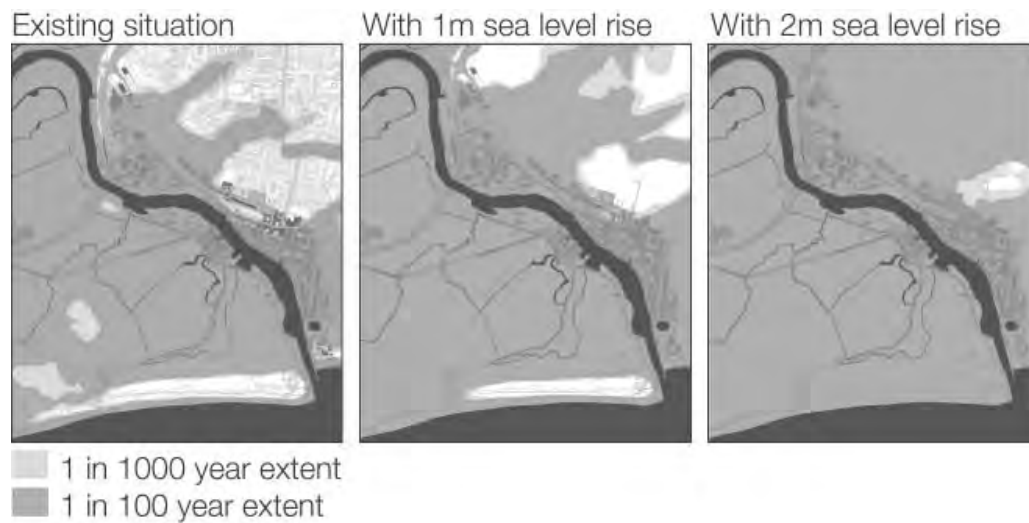 Existing situation
With 1m sea level rise
With 2m sea level rise
1 in 1000 year extent
1 in 100 year extent